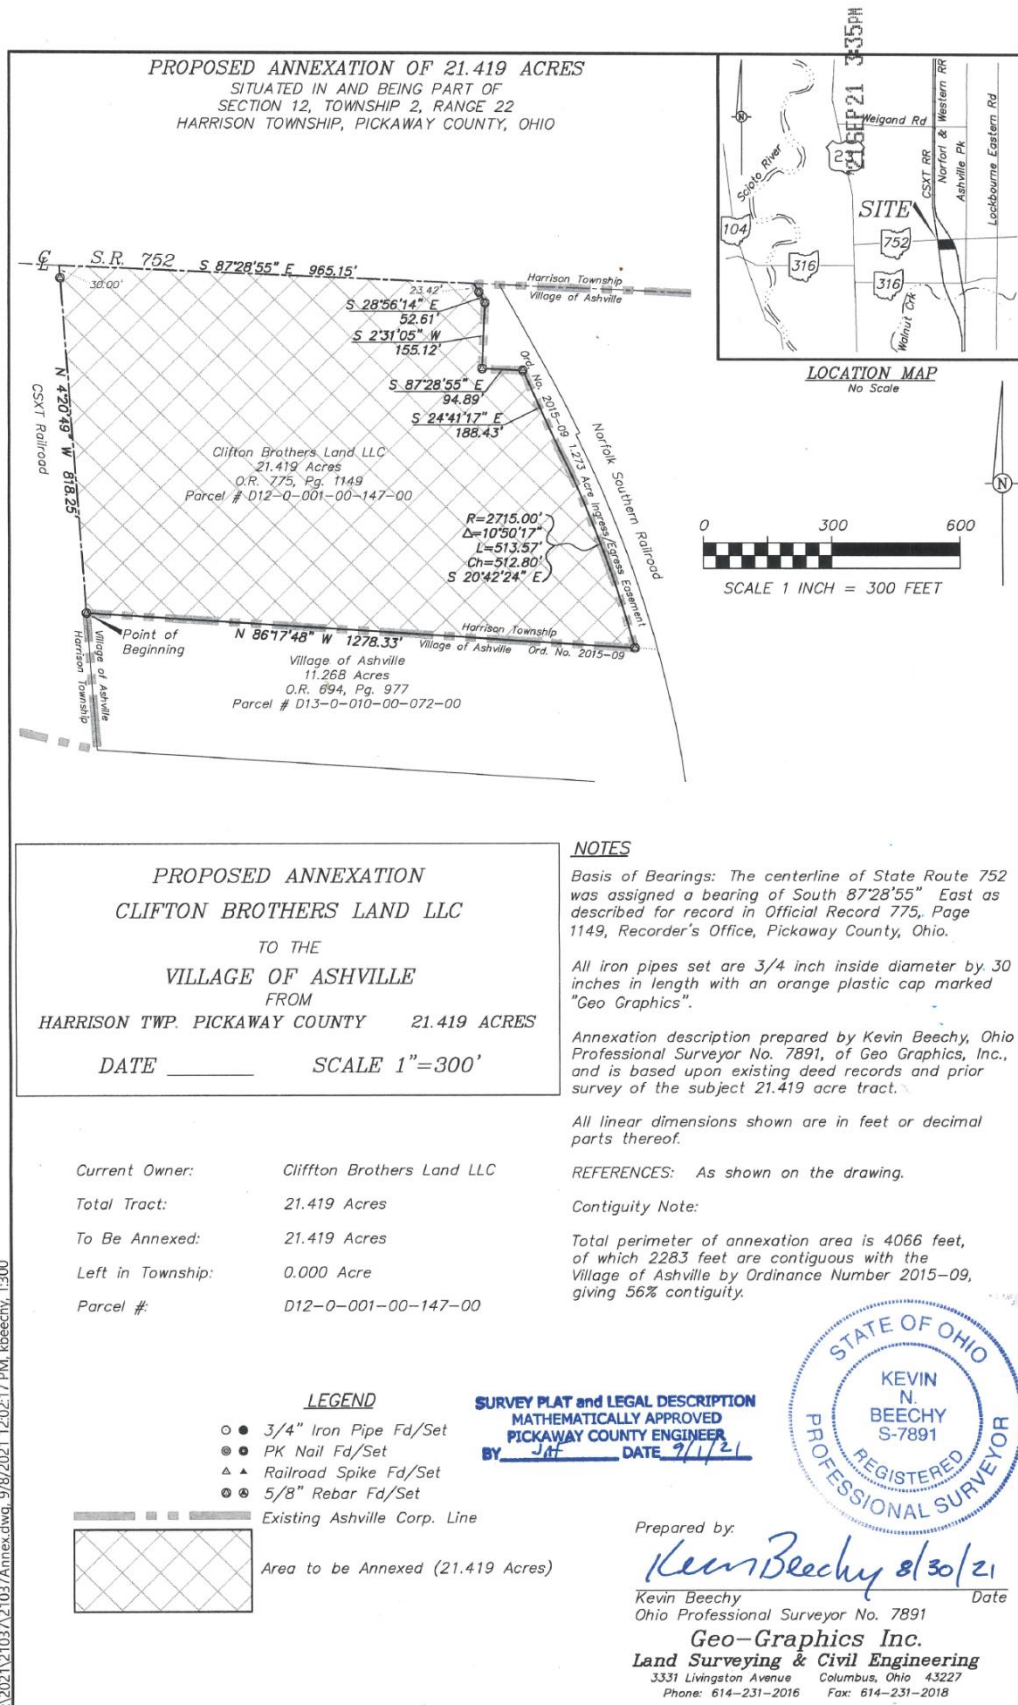 21SEP21 3:35PM
PROPOSED ANNEXATION OF 21.419 ACRES
SITUATED IN AND BEING PART OF
SECTION 12, TOWNSHIP 2, RANGE 22
HARRISON TOWNSHIP, PICKAWAY COUNTY, OHIO
Weigand Rd
Scioto River
CSXT RR
Norforl & Western RR
Ashville Pk
Lockbourne Eastern Rd
SITE
104
316
752
316
Walnut Crk
N
LOCATION MAP
No Scale
S.R. 752
S 87°28'55" E 965.15'
30.00'
23.42'
Harrison Township
Village of Ashville
S 28°56'14" E
52.61'
S 2°31'05" W
155.12'
S 87°28'55" E
94.89'
S 24°41'17" E
188.43'
Ord. No. 2015-09 1.273 Acre Ingress/Egress Easement
Norfolk Southern Railroad
N 4°20'49" W 818.25'
CSXT Railroad
Clifton Brothers Land LLC
21.419 Acres
O.R. 775, Pg. 1149
Parcel # D12-0-001-00-147-00
R=2715.00'
Δ=10°50'17"
L=513.57'
Ch=512.80'
S 20°42'24" E
N
0 300 600
SCALE 1 INCH = 300 FEET
Point of
Beginning
N 86°17'48" W 1278.33'
Harrison Township
Village of Ashville Ord. No. 2015-09
Village of Ashville
11.268 Acres
O.R. 694, Pg. 977
Parcel # D13-0-010-00-072-00
Village of Ashville
Harrison Township
PROPOSED ANNEXATION
CLIFTON BROTHERS LAND LLC
TO THE
VILLAGE OF ASHVILLE
FROM
HARRISON TWP. PICKAWAY COUNTY 21.419 ACRES
DATE ________ SCALE 1"=300'
NOTES
Basis of Bearings: The centerline of State Route 752
was assigned a bearing of South 87°28'55" East as
described for record in Official Record 775, Page
1149, Recorder's Office, Pickaway County, Ohio.
All iron pipes set are 3/4 inch inside diameter by 30
inches in length with an orange plastic cap marked
"Geo Graphics".
Annexation description prepared by Kevin Beechy, Ohio
Professional Surveyor No. 7891, of Geo Graphics, Inc.,
and is based upon existing deed records and prior
survey of the subject 21.419 acre tract.
All linear dimensions shown are in feet or decimal
parts thereof.
REFERENCES: As shown on the drawing.
Contiguity Note:
Total perimeter of annexation area is 4066 feet,
of which 2283 feet are contiguous with the
Village of Ashville by Ordinance Number 2015-09,
giving 56% contiguity.
Current Owner: Cliffton Brothers Land LLC
Total Tract: 21.419 Acres
To Be Annexed: 21.419 Acres
Left in Township: 0.000 Acre
Parcel #: D12-0-001-00-147-00
LEGEND
3/4" Iron Pipe Fd/Set
PK Nail Fd/Set
Railroad Spike Fd/Set
5/8" Rebar Fd/Set
Existing Ashville Corp. Line
Area to be Annexed (21.419 Acres)
SURVEY PLAT and LEGAL DESCRIPTION
MATHEMATICALLY APPROVED
PICKAWAY COUNTY ENGINEER
BY DATE 9/1/21
STATE OF OHIO
KEVIN
N.
BEECHY
S-7891
REGISTERED
PROFESSIONAL SURVEYOR
Prepared by:
Kevin Beechy 8/30/21
Kevin Beechy Date
Ohio Professional Surveyor No. 7891
Geo-Graphics Inc.
Land Surveying & Civil Engineering
3331 Livingston Avenue Columbus, Ohio 43227
Phone: 614-231-2016 Fax: 614-231-2018
\2021\21037\21037Annex.dwg, 9/8/2021 12:02:17 PM, kbeechy, 1:300